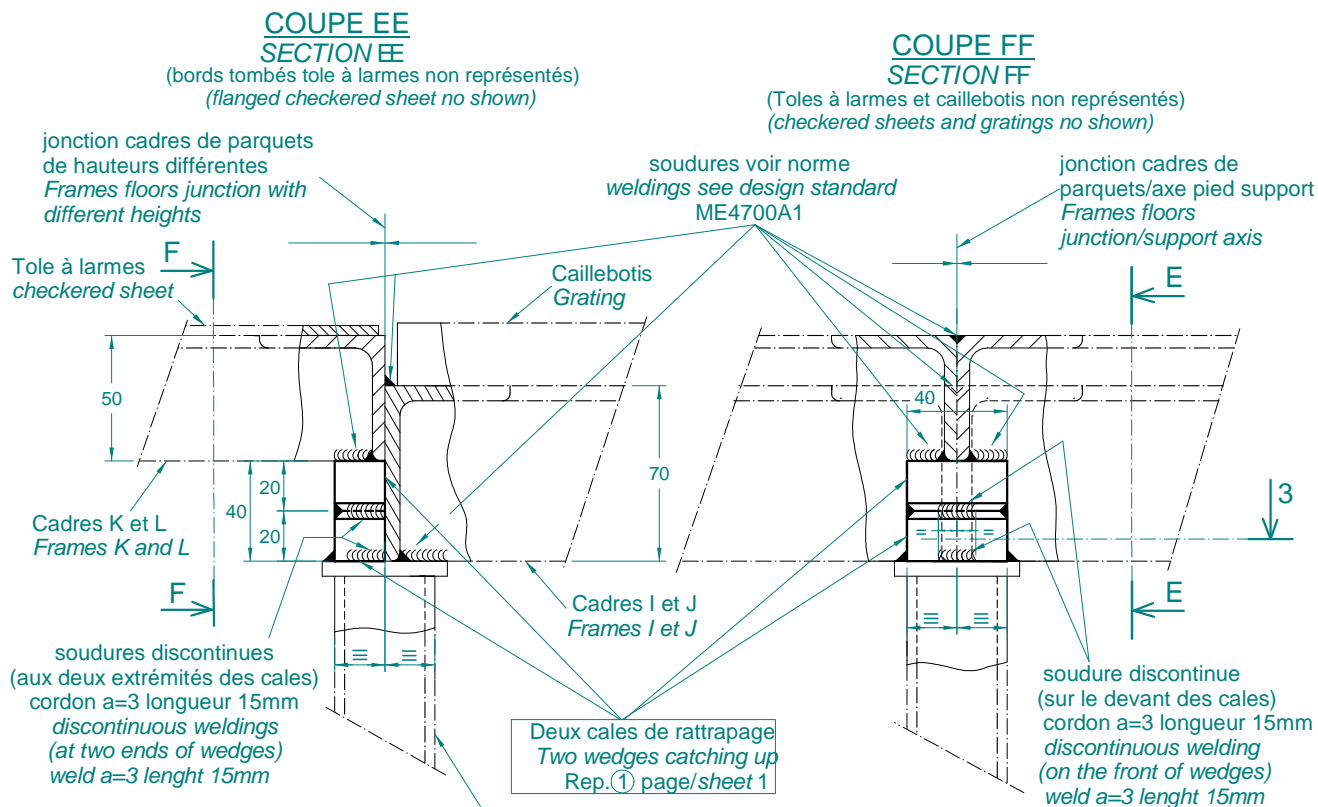 COUPE EE
SECTION EE
(bords tombés tole à larmes non représentés)
(flanged checkered sheet no shown)
COUPE FF
SECTION FF
(Toles à larmes et caillebotis non représentés)
(checkered sheets and gratings no shown)
jonction cadres de parquets
de hauteurs différentes
Frames floors junction with
different heights
soudures voir norme
weldings see design standard
ME4700A1
jonction cadres de
parquets/axe pied support
Frames floors
junction/support axis
F
Tole à larmes
checkered sheet
Caillebotis
Grating
E
50
40
70
20
40
20
3
Cadres K et L
Frames K and L
F
Cadres I et J
Frames I et J
E
soudures discontinues
(aux deux extrémités des cales)
cordon a=3 longueur 15mm
discontinuous weldings
(at two ends of wedges)
weld a=3 lenght 15mm
Deux cales de rattrapage
Two wedges catching up
Rep.① page/sheet 1
soudure discontinue
(sur le devant des cales)
cordon a=3 longueur 15mm
discontinuous welding
(on the front of wedges)
weld a=3 lenght 15mm